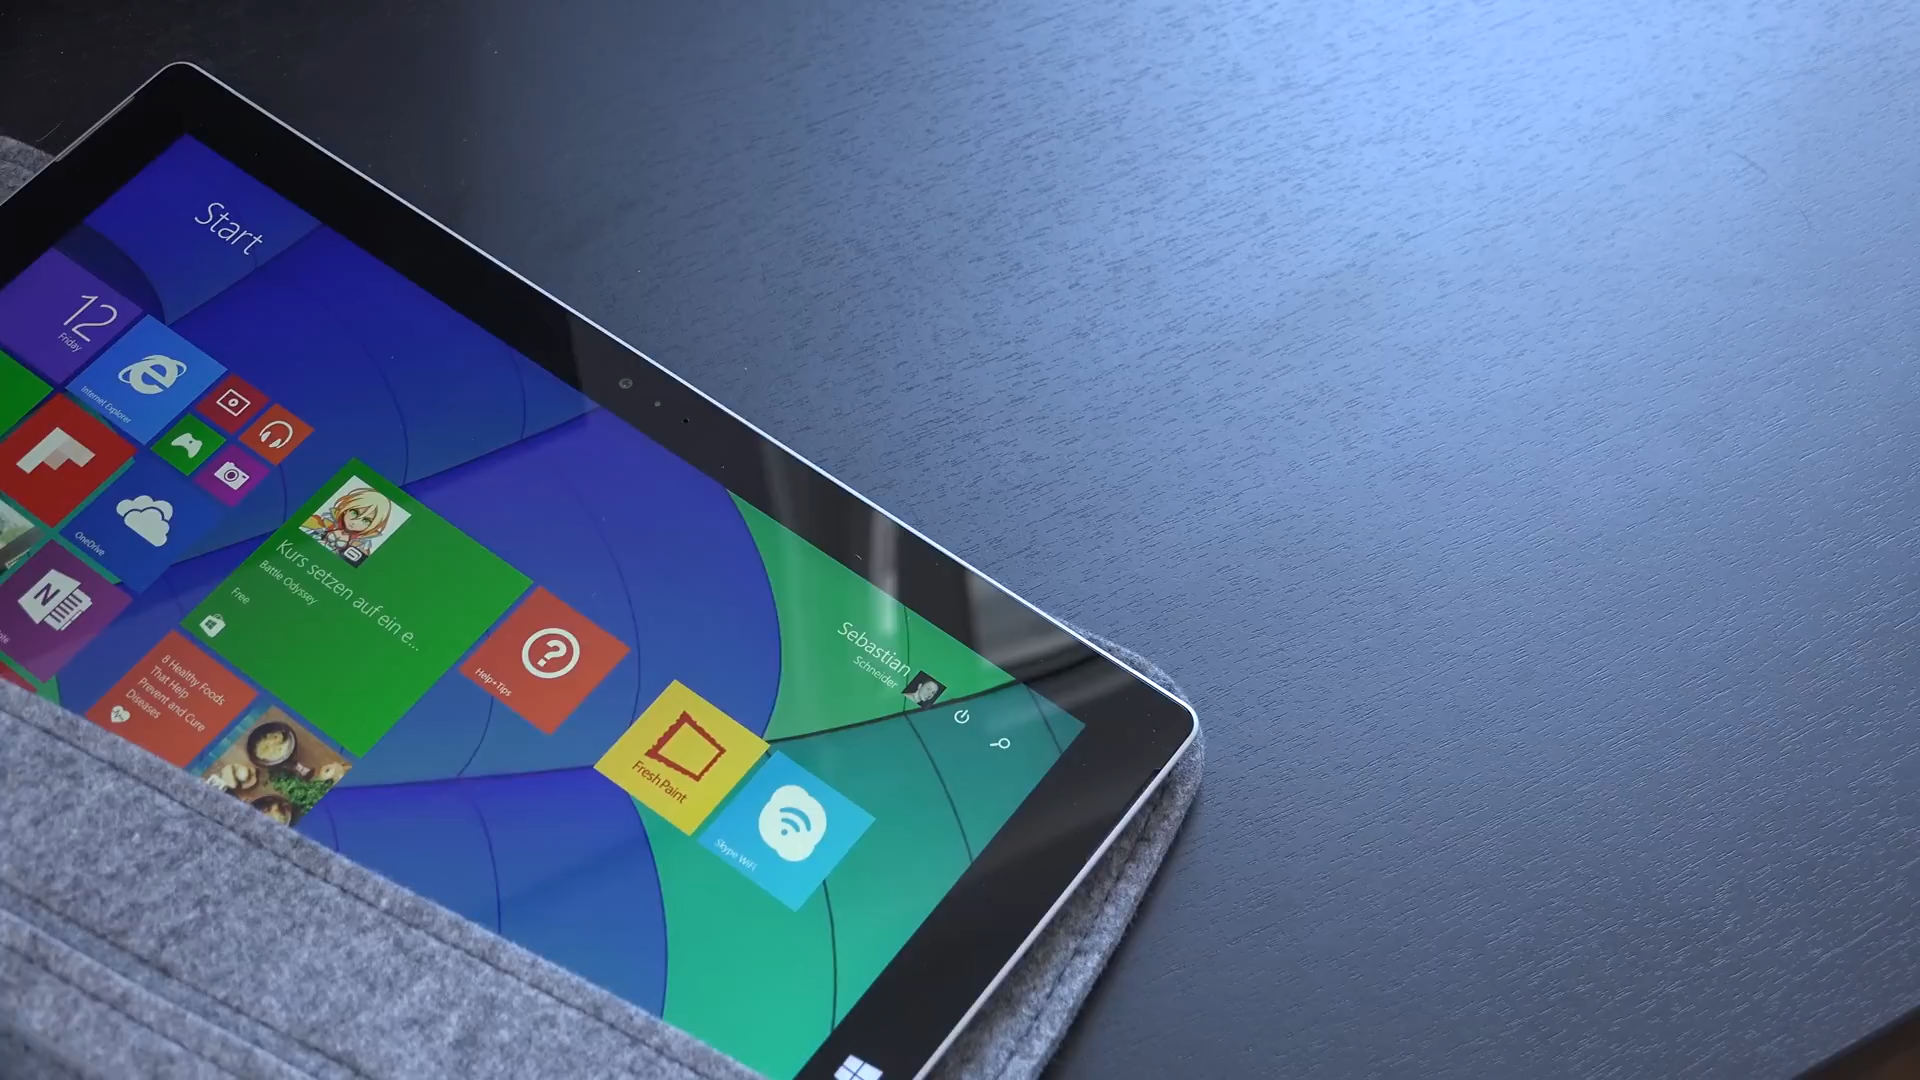 Start
12
Friday
Internet Explorer
OneDrive
Kurs setzen auf ein e...
Battle Odyssey
Free
8 Healthy Foods
That Help
Prevent and Cure
Diseases
Help+Tips
Fresh Paint
Skype WiFi
Sebastian
Schneider